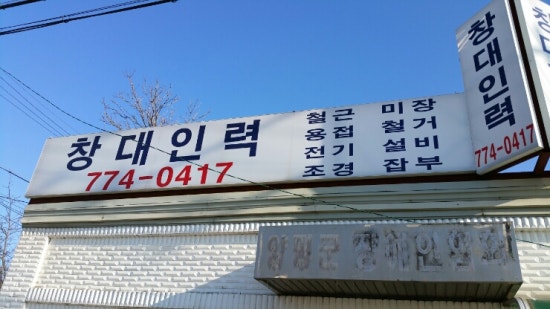 창대인력
774-0417
철근 미장
용접 철거
전기 설비
조경 잡부
창대인력
774-0417